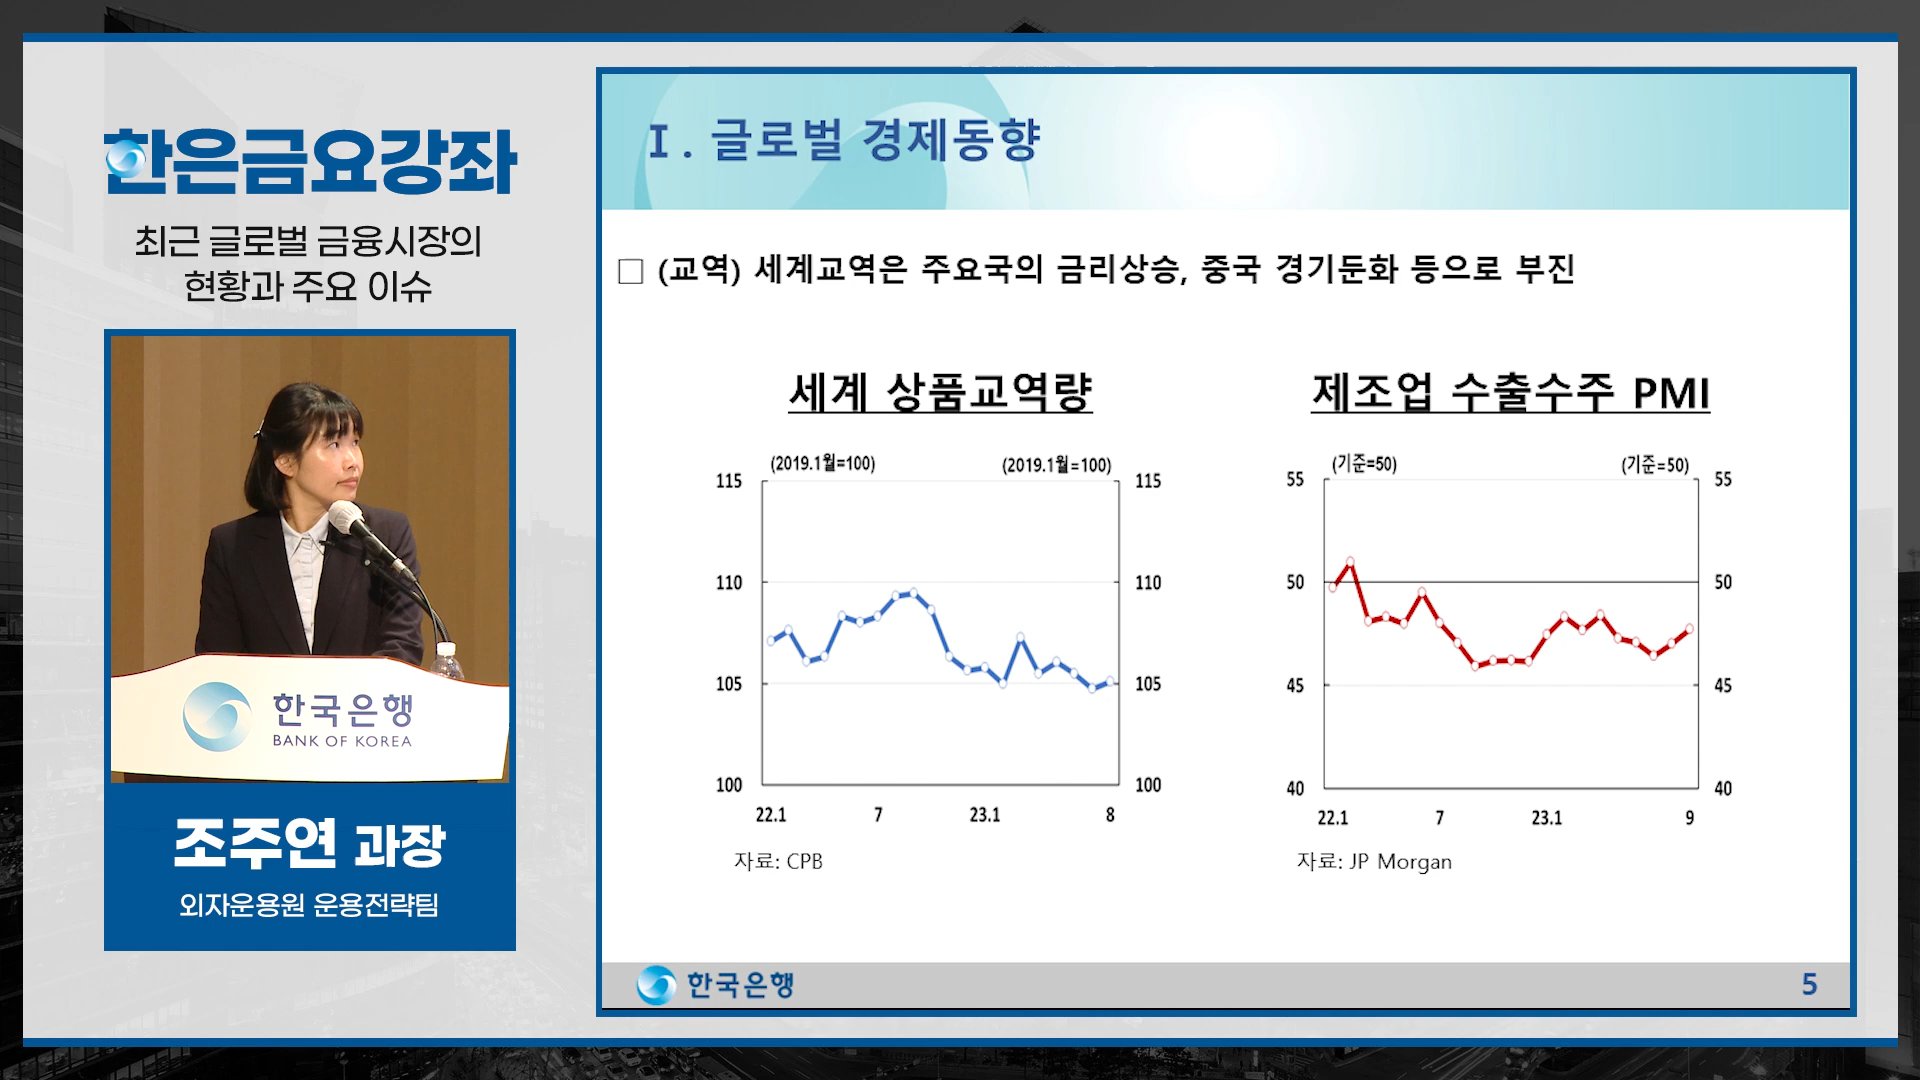 한은금요강좌
최근 글로벌 금융시장의
현황과 주요 이슈
한국은행
BANK OF KOREA
조주연 과장
외자운용원 운용전략팀
Ⅰ. 글로벌 경제동향
□ (교역) 세계교역은 주요국의 금리상승, 중국 경기둔화 등으로 부진
세계 상품교역량
(2019.1월=100) (2019.1월=100)
115 115
110 110
105 105
100 100
22.1 7 23.1 8
자료: CPB
제조업 수출수주 PMI
(기준=50) (기준=50)
55 55
50 50
45 45
40 40
22.1 7 23.1 9
자료: JP Morgan
한국은행
5